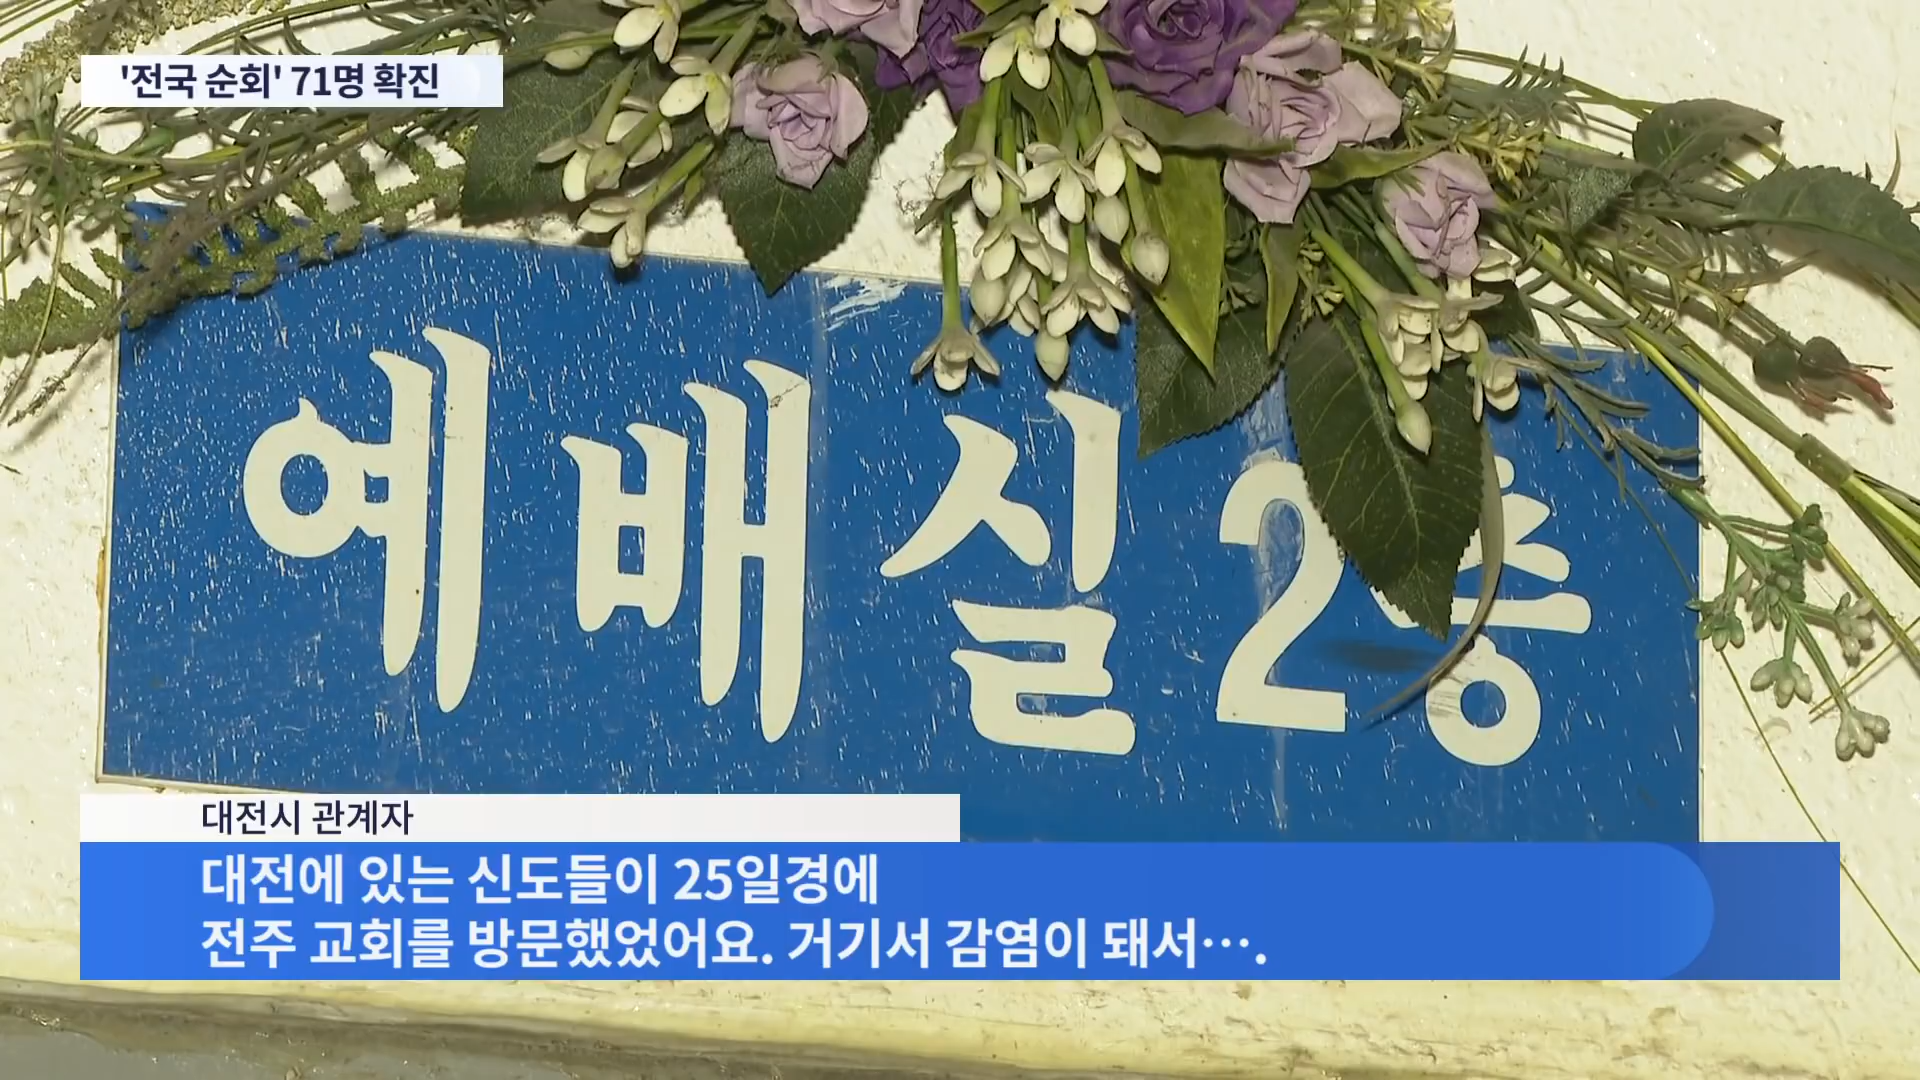 '전국 순회' 71명 확진
예배실 2층
대전시 관계자
대전에 있는 신도들이 25일경에
전주 교회를 방문했었어요. 거기서 감염이 돼서….